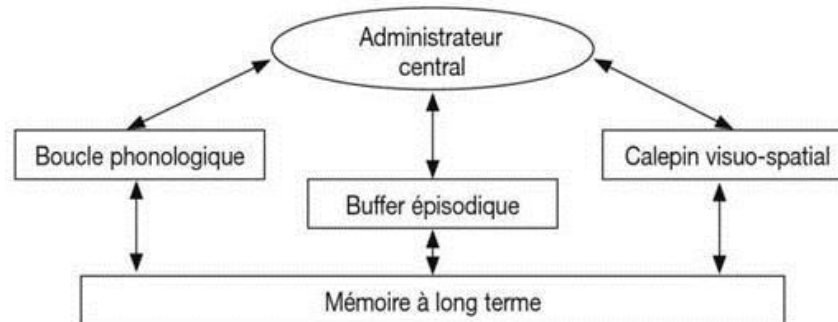 Administrateur
central
Boucle phonologique
Calepin visuo-spatial
Buffer épisodique
Mémoire à long terme